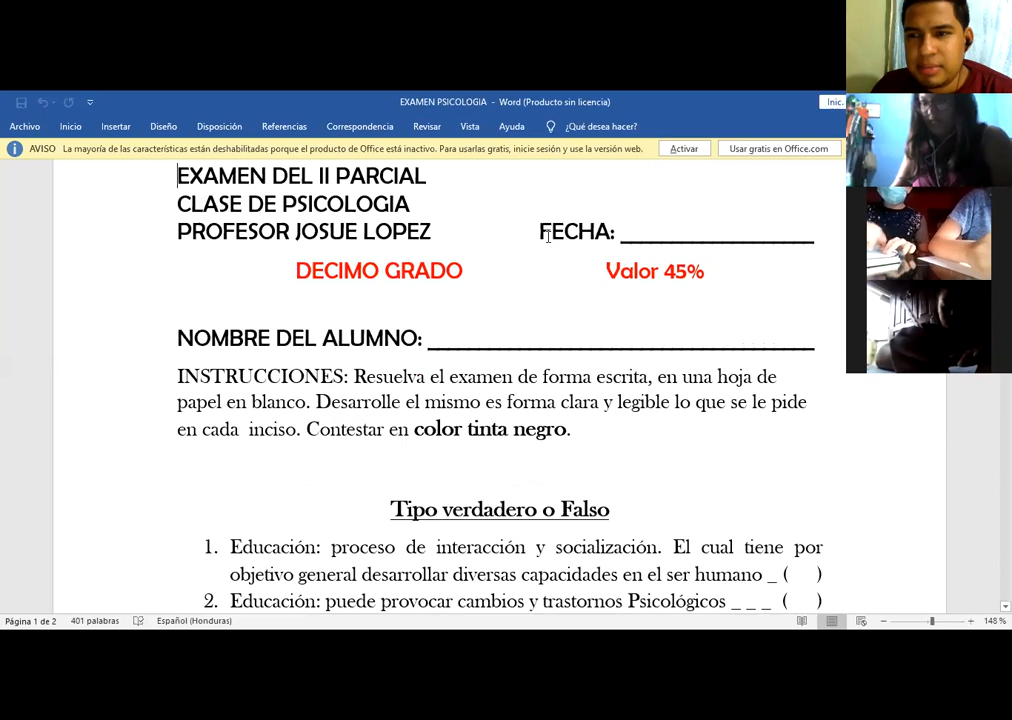 EXAMEN PSICOLOGIA - Word (Producto sin licencia)
Inic.
Archivo Inicio Insertar Diseño Disposición Referencias Correspondencia Revisar Vista Ayuda ¿Qué desea hacer?
AVISO La mayoría de las características están deshabilitadas porque el producto de Office está inactivo. Para usarlas gratis, inicie sesión y use la versión web. Activar Usar gratis en Office.com
EXAMEN DEL II PARCIAL
CLASE DE PSICOLOGIA
PROFESOR JOSUE LOPEZ FECHA: __________________
DECIMO GRADO Valor 45%
NOMBRE DEL ALUMNO: ____________________________________
INSTRUCCIONES: Resuelva el examen de forma escrita, en una hoja de
papel en blanco. Desarrolle el mismo es forma clara y legible lo que se le pide
en cada inciso. Contestar en color tinta negro.
Tipo verdadero o Falso
1. Educación: proceso de interacción y socialización. El cual tiene por
objetivo general desarrollar diversas capacidades en el ser humano _ ( )
2. Educación: puede provocar cambios y trastornos Psicológicos _ _ _ ( )
Página 1 de 2 401 palabras Español (Honduras) 148 %